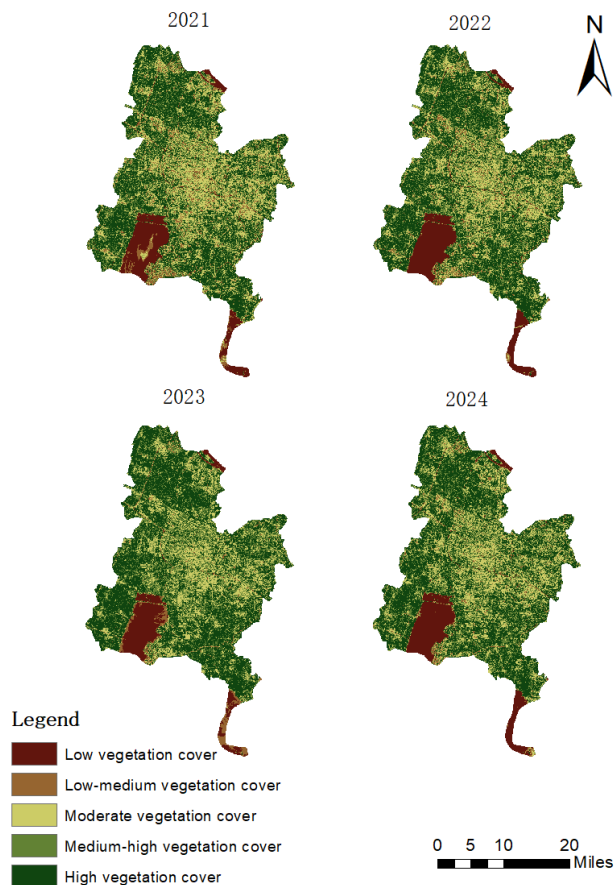 2021
2022
N
2023
2024
Legend
Low vegetation cover
Low-medium vegetation cover
Moderate vegetation cover
Medium-high vegetation cover
High vegetation cover
0 5 10 20
Miles